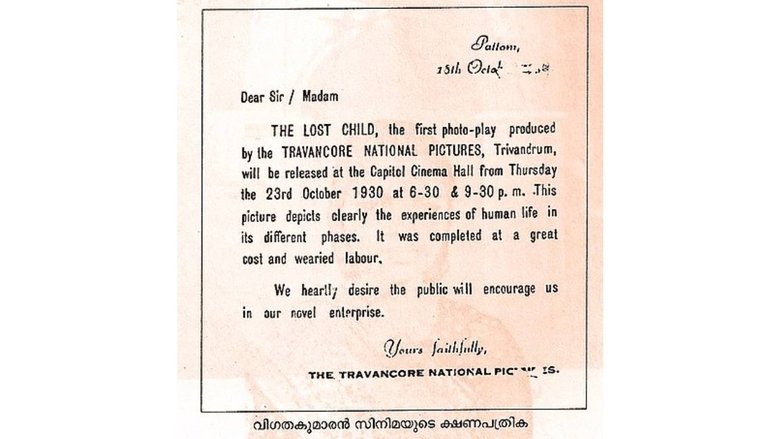 Pattom,
15th
Dear Sir / Madam
THE LOST CHILD, the first photo-play produced
by the TRAVANCORE NATIONAL PICTURES, Trivandrum,
will be released at the Capitol Cinema Hall from Thursday
the 23rd October 1930 at 6-30 & 9-30 p. m. This
picture depicts clearly the experiences of human life in
its different phases. It was completed at a great
cost and wearied labour.
We heartly desire the public will encourage us
in our novel enterprise.
Yours faithfully,
THE TRAVANCORE NATIONAL
വിഗതകുമാരൻ സിനിമയുടെ ക്ഷണപത്രിക